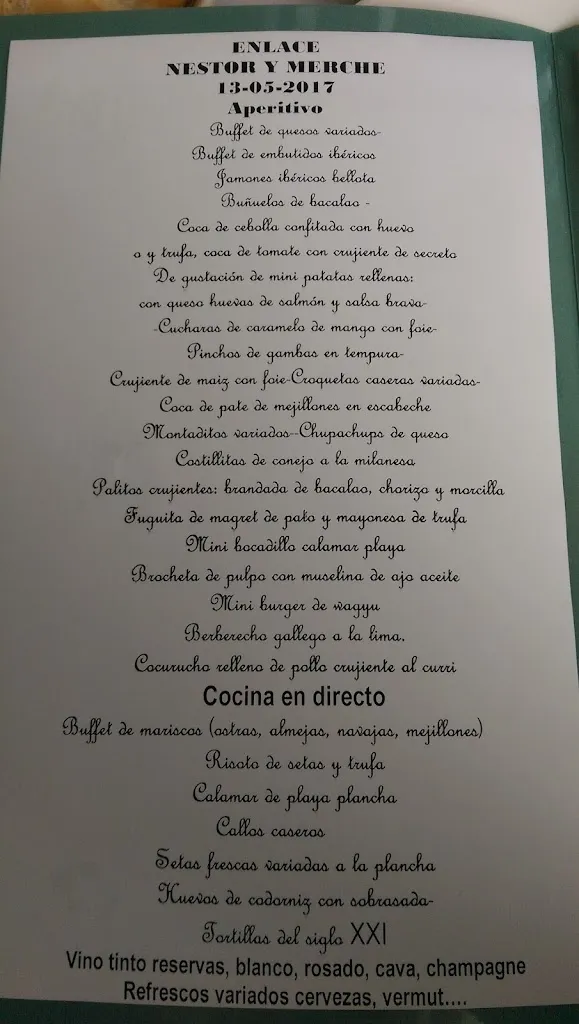 ENLACE
NESTOR Y MERCHE
13-05-2017
Aperitivo
Buffet de quesos variados-
Buffet de embutidos ibéricos
Jamones ibéricos bellota
Buñuelos de bacalao -
Coca de cebolla confitada con huevo
o y trufa, coca de tomate con crujiente de secreto
De gustación de mini patatas rellenas:
con queso huevas de salmón y salsa brava-
-Cucharas de caramelo de mango con foie-
Pinchos de gambas en tempura-
Crujiente de maiz con foie-Croquetas caseras variadas-
Coca de pate de mejillones en escabeche
Montaditos variados--Chupachups de queso
Costillitas de conejo a la milanesa
Palitos crujientes: brandada de bacalao, chorizo y morcilla
Fuguita de magret de pato y mayonesa de trufa
Mini bocadillo calamar playa
Brocheta de pulpo con muselina de ajo aceite
Mini burger de wagyu
Berberecho gallego a la lima.
Cucurucho relleno de pollo crujiente al curri
Cocina en directo
Buffet de mariscos (ostras, almejas, navajas, mejillones)
Risoto de setas y trufa
Calamar de playa plancha
Callos caseros
Setas frescas variadas a la plancha
Huevos de codorniz con sobrasada-
Tortillas del siglo XXI
Vino tinto reservas, blanco, rosado, cava, champagne
Refrescos variados cervezas, vermut....